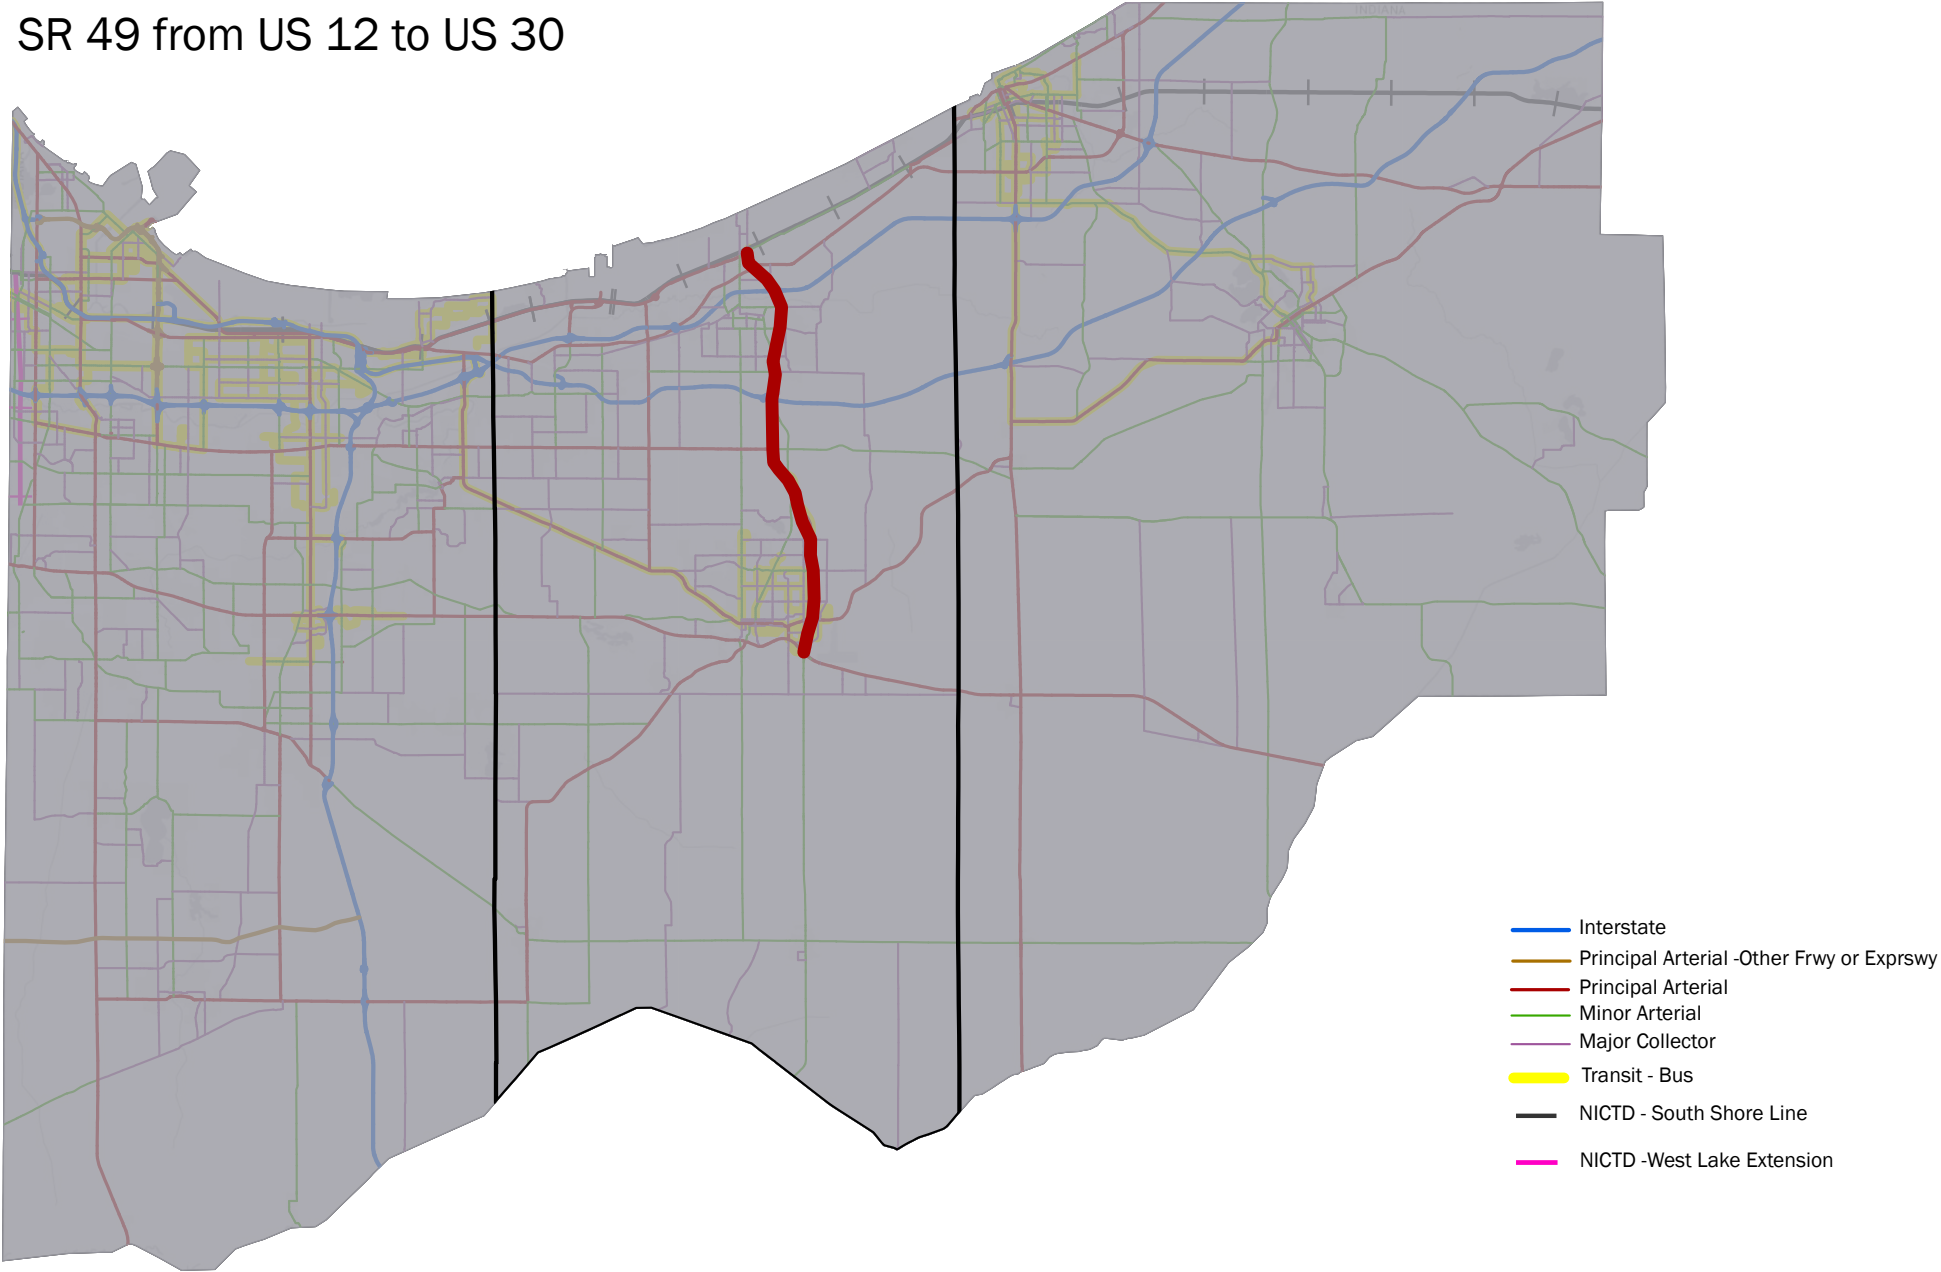 SR 49 from US 12 to US 30
INDIANA
Interstate
Principal Arterial -Other Frwy or Exprswy
Principal Arterial
Minor Arterial
Major Collector
Transit - Bus
NICTD - South Shore Line
NICTD -West Lake Extension